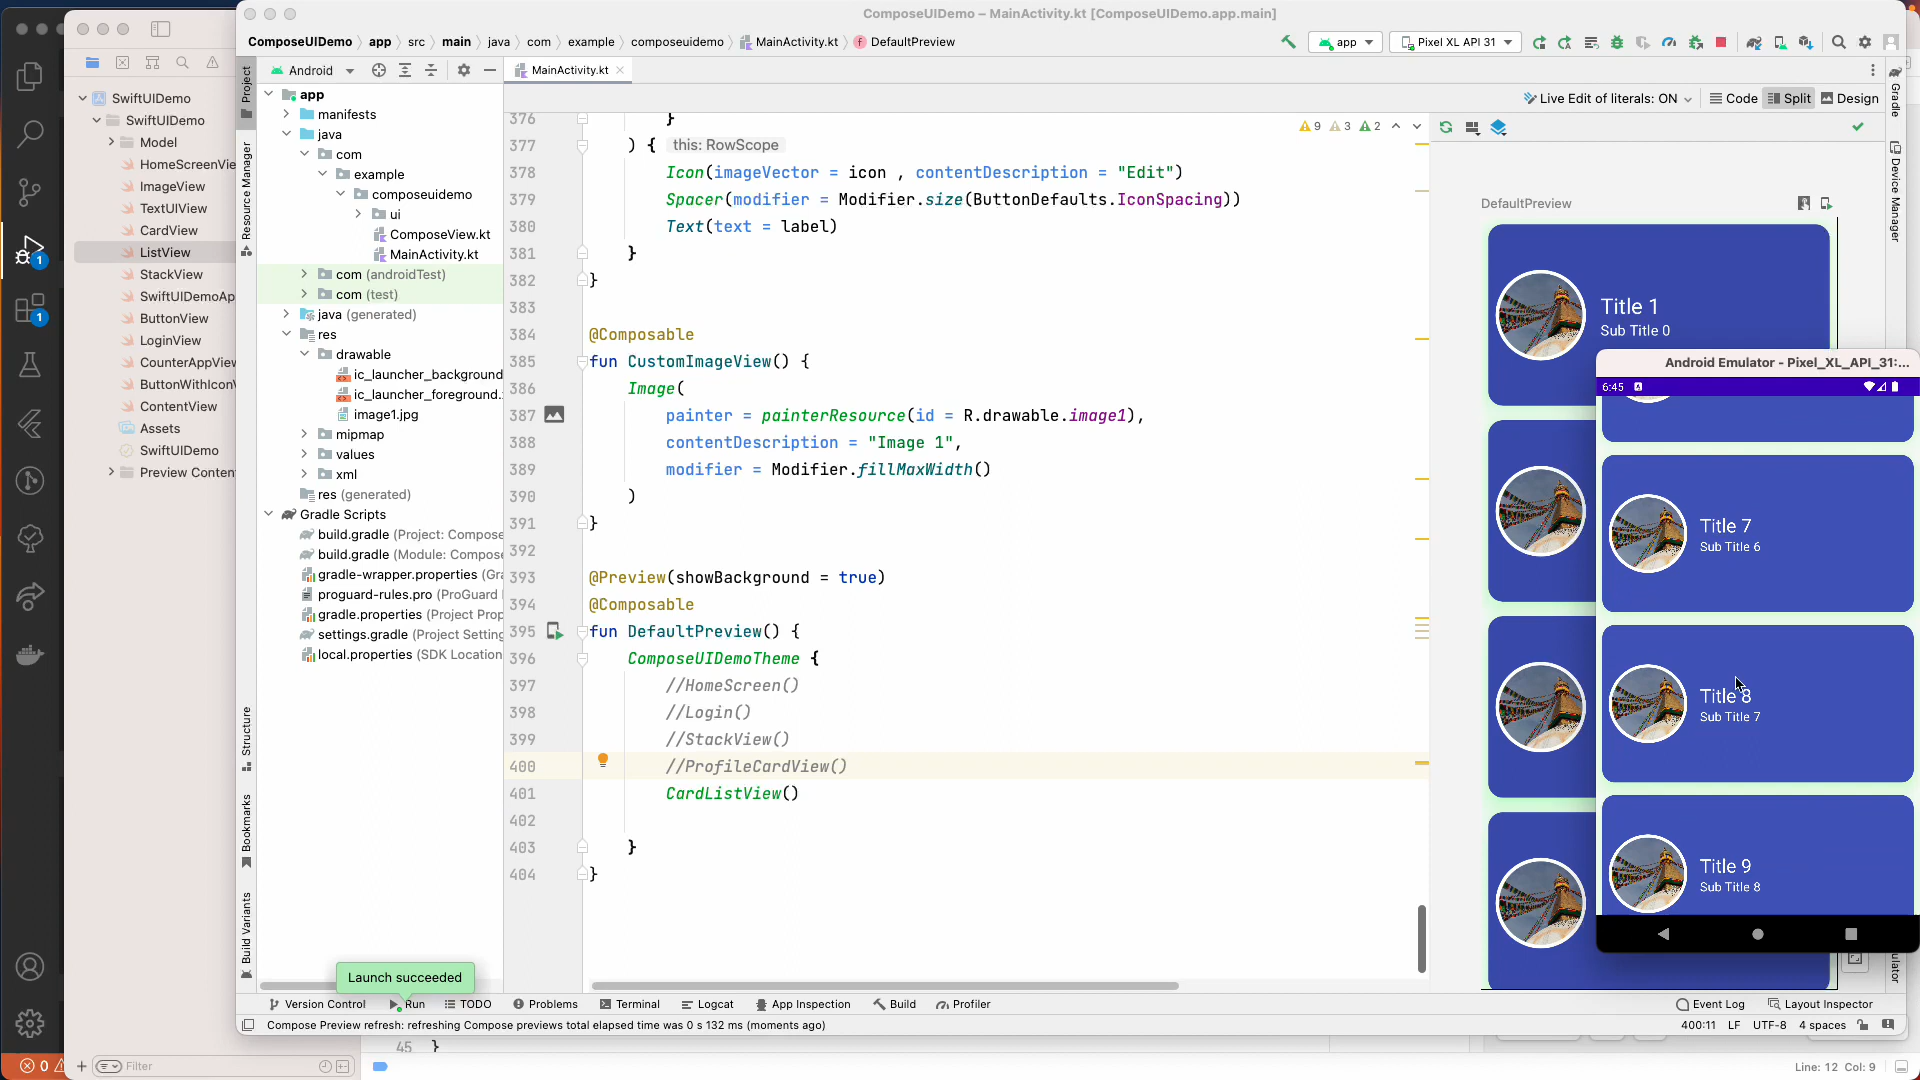 ComposeUIDemo – MainActivity.kt [ComposeUIDemo.app.main]
ComposeUIDemo app src main java com example composeuidemo MainActivity.kt DefaultPreview
app Pixel XL API 31
Project
Android
MainActivity.kt
Gradle
Live Edit of literals: ON Code Split Design
SwiftUIDemo
SwiftUIDemo
Model
HomeScreenVie
ImageView
TextUIView
CardView
ListView
StackView
SwiftUIDemoAp
ButtonView
LoginView
CounterAppView
ButtonWithIconV
ContentView
Assets
SwiftUIDemo
Preview Conten
Filter
1
1
0
Resource Manager
Structure
Bookmarks
Build Variants
app
manifests
java
com
example
composeuidemo
ui
ComposeView.kt
MainActivity.kt
com (androidTest)
com (test)
java (generated)
res
drawable
ic_launcher_background
ic_launcher_foreground.
image1.jpg
mipmap
values
xml
res (generated)
Gradle Scripts
build.gradle (Project: Compose
build.gradle (Module: Compose
gradle-wrapper.properties (Gra
proguard-rules.pro (ProGuard
gradle.properties (Project Prop
settings.gradle (Project Setting
local.properties (SDK Location
9 3 2
376 }
377 ) { this: RowScope
378 Icon(imageVector = icon , contentDescription = "Edit")
379 Spacer(modifier = Modifier.size(ButtonDefaults.IconSpacing))
380 Text(text = label)
381 }
382 }
383
384 @Composable
385 fun CustomImageView() {
386 Image(
387 painter = painterResource(id = R.drawable.image1),
388 contentDescription = "Image 1",
389 modifier = Modifier.fillMaxWidth()
390 )
391 }
392
393 @Preview(showBackground = true)
394 @Composable
395 fun DefaultPreview() {
396 ComposeUIDemoTheme {
397 //HomeScreen()
398 //Login()
399 //StackView()
400 //ProfileCardView()
401 CardListView()
402
403 }
404 }
Device Manager
DefaultPreview
Title 1
Sub Title 0
Android Emulator - Pixel_XL_API_31:...
6:45
Title 7
Sub Title 6
Title 8
Sub Title 7
Title 9
Sub Title 8
ulator
Launch succeeded
Version Control Run TODO Problems Terminal Logcat App Inspection Build Profiler Event Log Layout Inspector
Compose Preview refresh: refreshing Compose previews total elapsed time was 0 s 132 ms (moments ago)
400:11 LF UTF-8 4 spaces
45 }
Line: 12 Col: 9